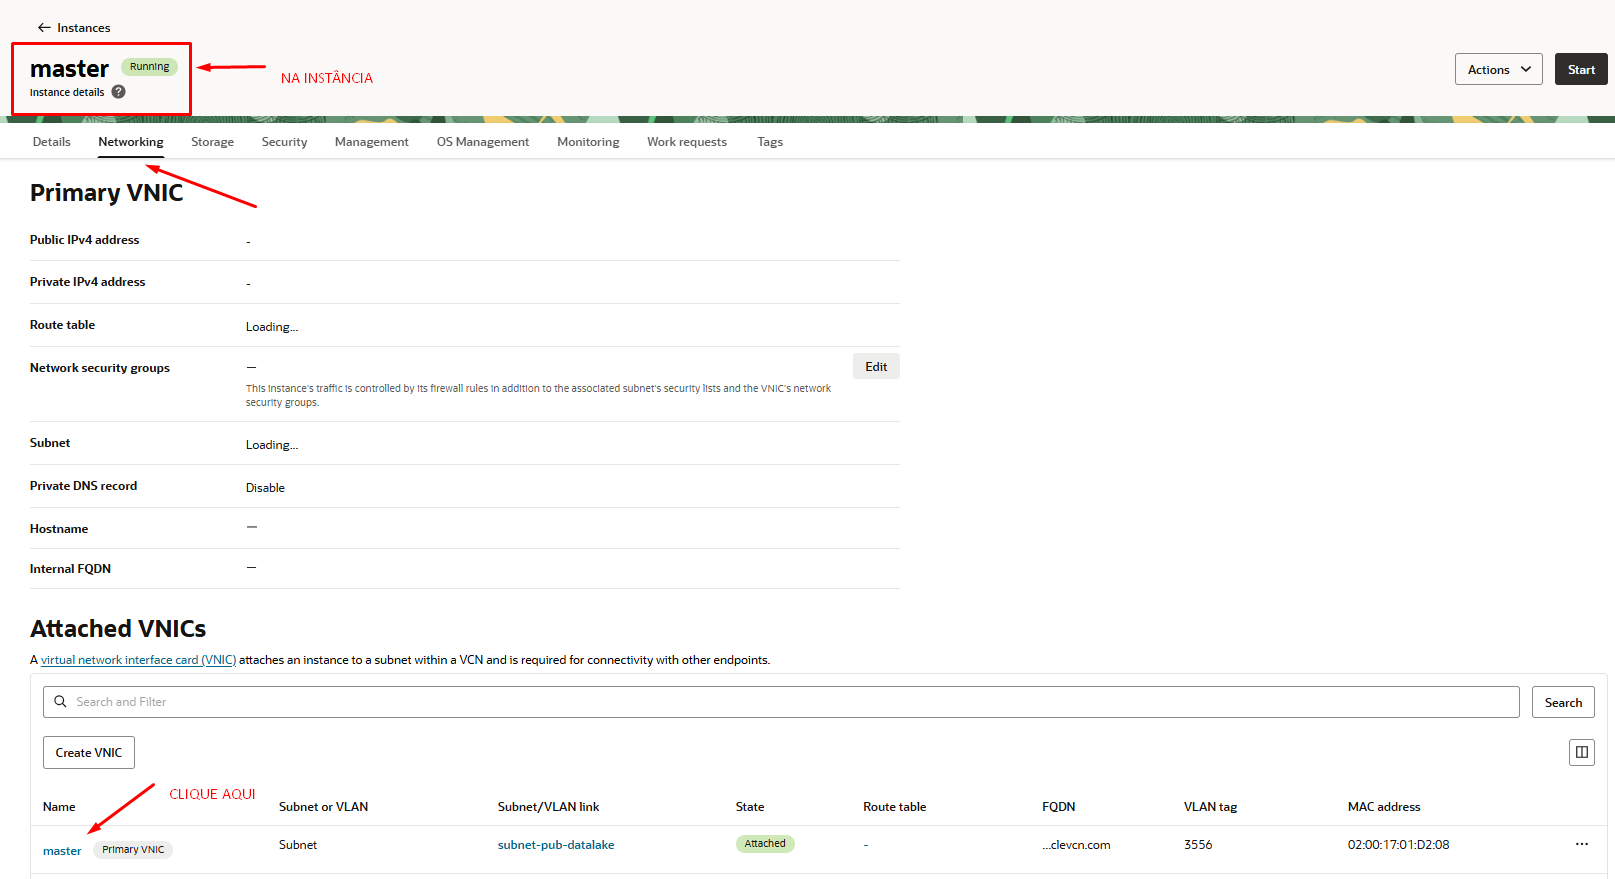 Instances
master Running
Instance details ?
NA INSTÂNCIA
Actions
Start
Details Networking Storage Security Management OS Management Monitoring Work requests Tags
Primary VNIC
Public IPv4 address -
Private IPv4 address -
Route table Loading...
Network security groups —
Edit
This instance's traffic is controlled by its firewall rules in addition to the associated subnet's security lists and the VNIC's network
security groups.
Subnet Loading...
Private DNS record Disable
Hostname —
Internal FQDN —
Attached VNICs
A virtual network interface card (VNIC) attaches an instance to a subnet within a VCN and is required for connectivity with other endpoints.
Search and Filter
Search
Create VNIC
CLIQUE AQUI
Name Subnet or VLAN Subnet/VLAN link State Route table FQDN VLAN tag MAC address
master Primary VNIC Subnet subnet-pub-datalake Attached - ...clevcn.com 3556 02:00:17:01:D2:08 ...